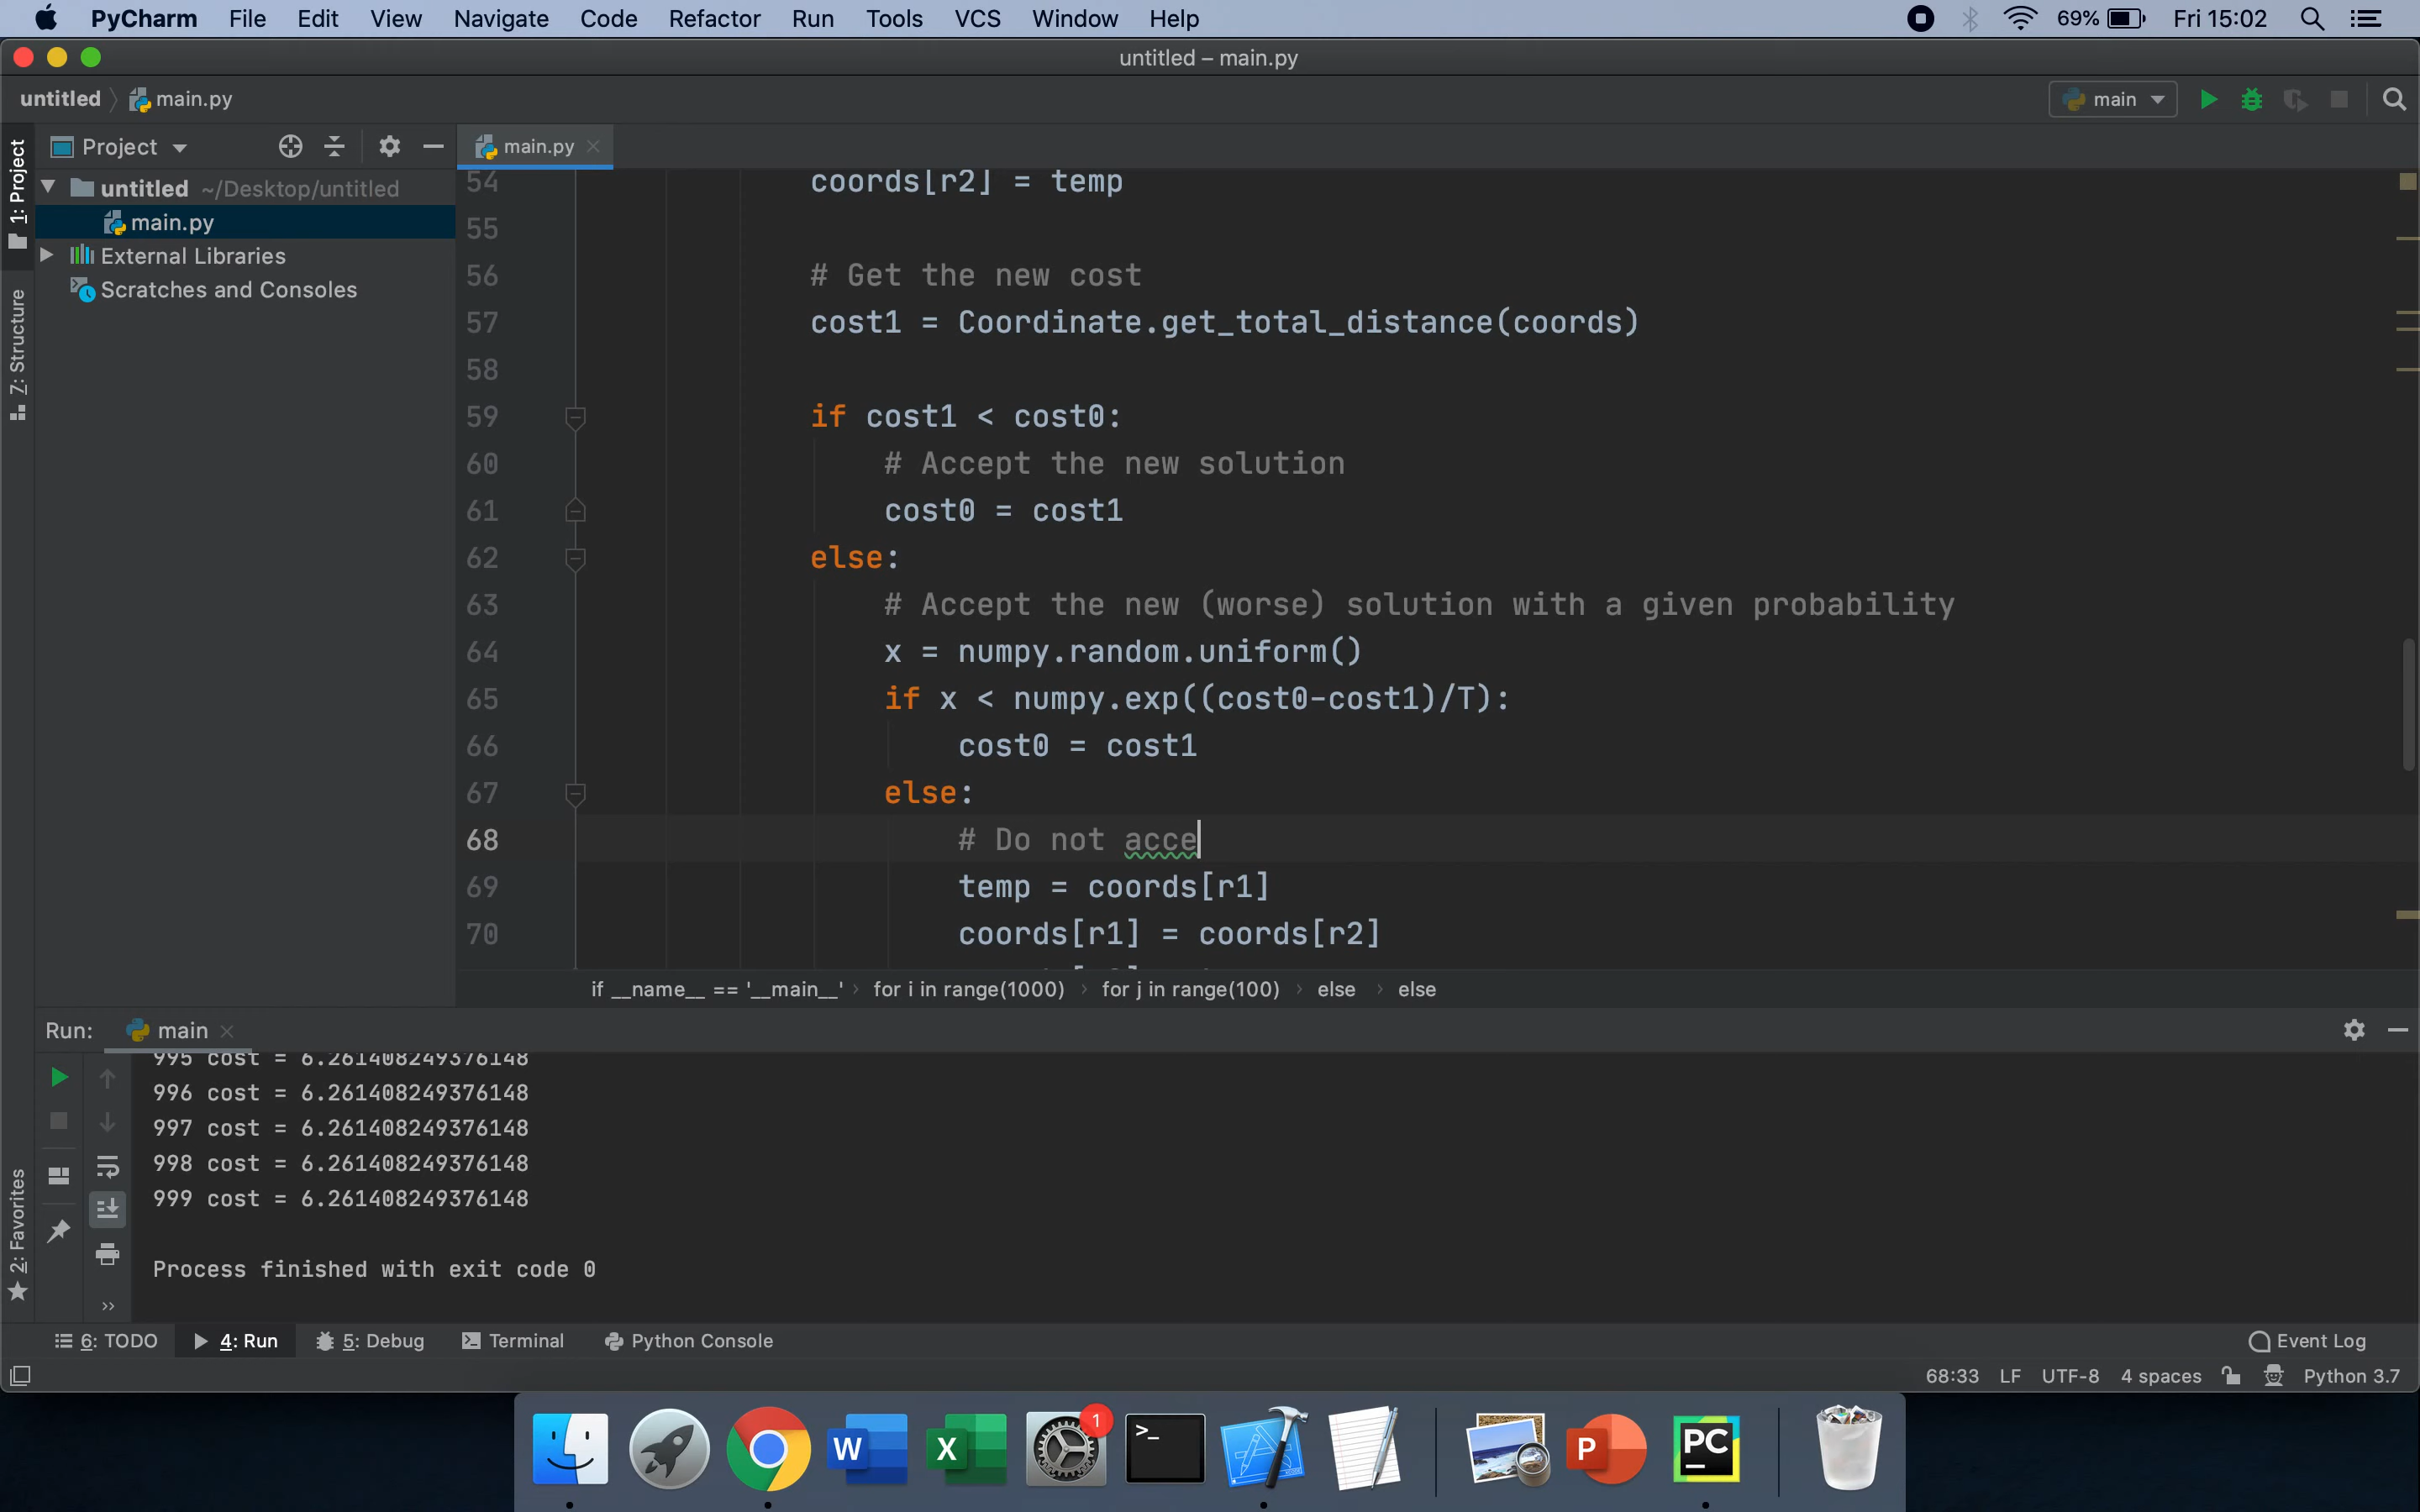 PyCharm File Edit View Navigate Code Refactor Run Tools VCS Window Help 69% Fri 15:02
untitled – main.py
untitled main.py main
1: Project
Project
main.py
untitled ~/Desktop/untitled
main.py
External Libraries
Scratches and Consoles
Z: Structure
2: Favorites
54 coords[r2] = temp
55
56 # Get the new cost
57 cost1 = Coordinate.get_total_distance(coords)
58
59 if cost1 < cost0:
60 # Accept the new solution
61 cost0 = cost1
62 else:
63 # Accept the new (worse) solution with a given probability
64 x = numpy.random.uniform()
65 if x < numpy.exp((cost0-cost1)/T):
66 cost0 = cost1
67 else:
68 # Do not acce
69 temp = coords[r1]
70 coords[r1] = coords[r2]
if __name__ == '__main__' › for i in range(1000) › for j in range(100) › else › else
Run: main
995 cost = 6.261408249376148
996 cost = 6.261408249376148
997 cost = 6.261408249376148
998 cost = 6.261408249376148
999 cost = 6.261408249376148
Process finished with exit code 0
6: TODO 4: Run 5: Debug Terminal Python Console Event Log
68:33 LF UTF-8 4 spaces Python 3.7
W X 1 >_ P PC